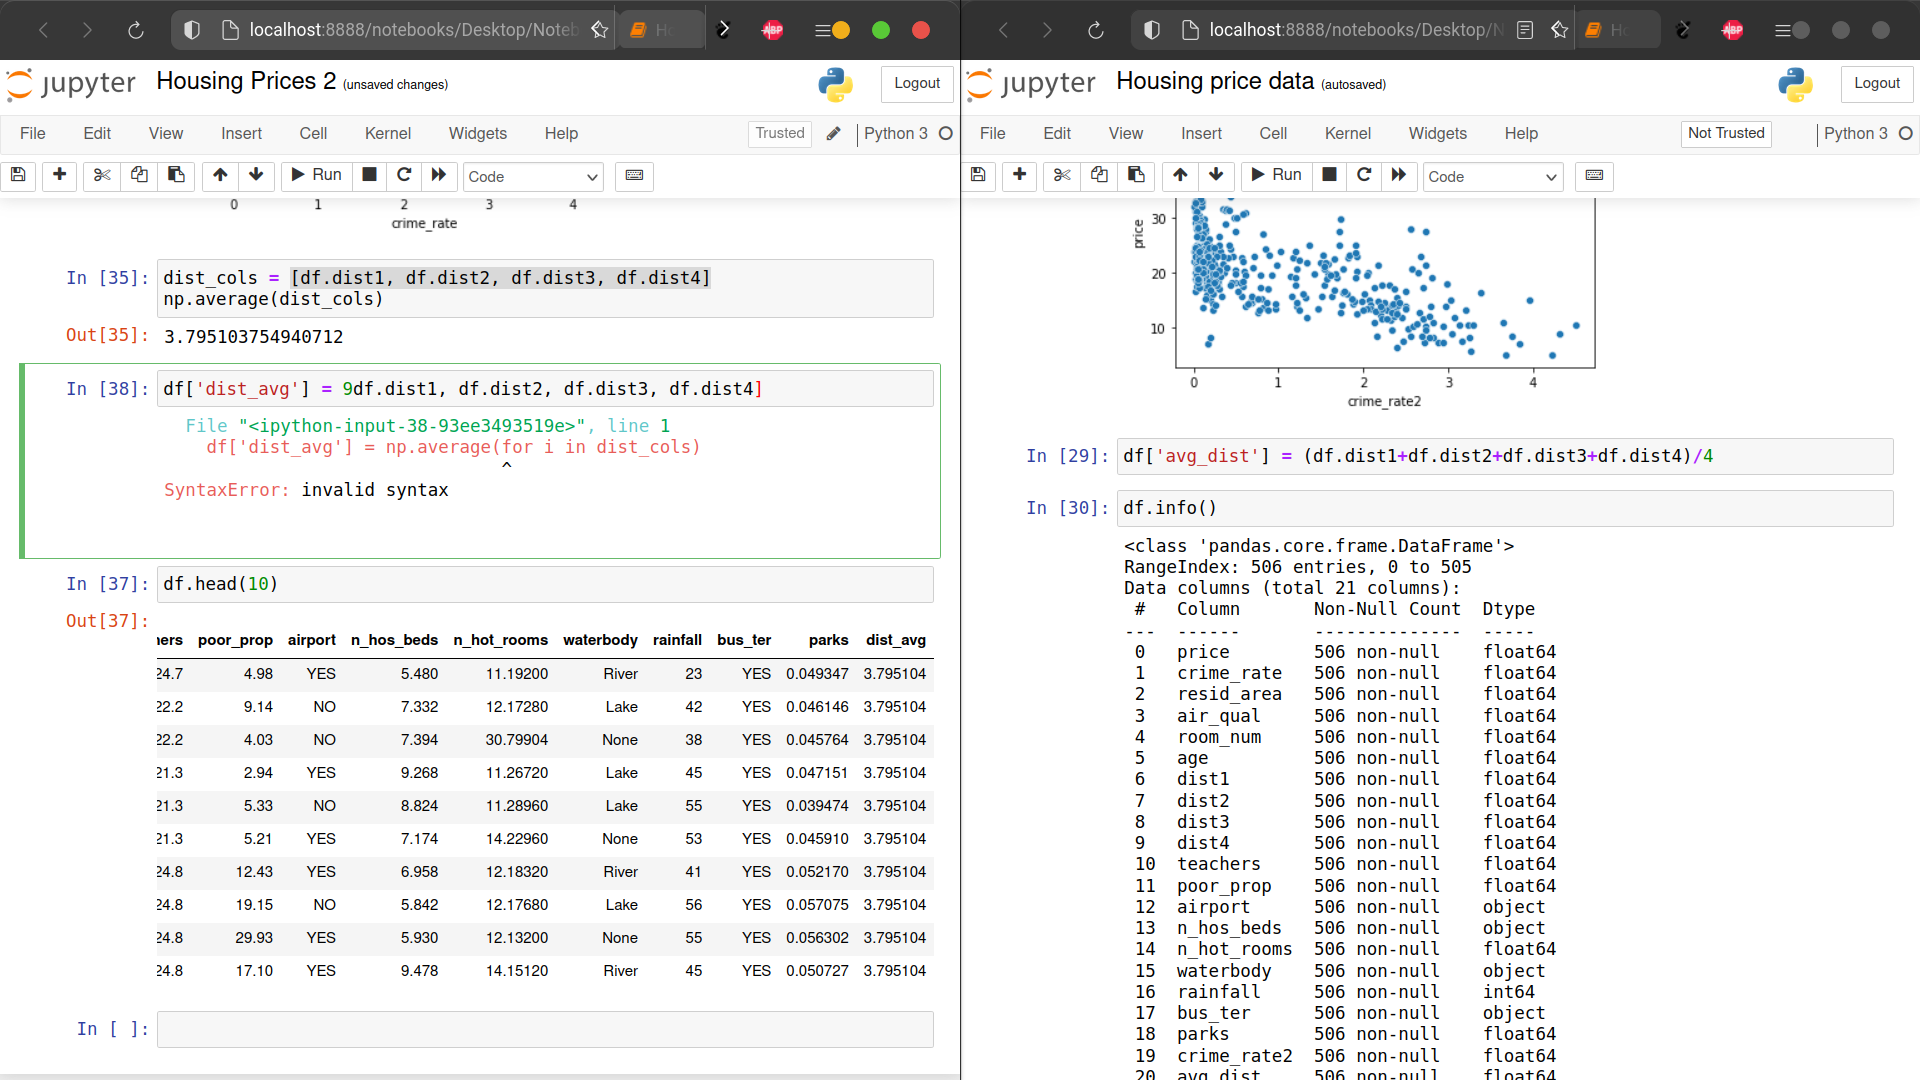 localhost:8888/notebooks/Desktop/Noteb
ABP
jupyter Housing Prices 2 (unsaved changes)
Logout
File Edit View Insert Cell Kernel Widgets Help
Trusted Python 3
Run Code
0 1 2 3 4
crime_rate
In [35]: dist_cols = [df.dist1, df.dist2, df.dist3, df.dist4]
np.average(dist_cols)
Out[35]: 3.795103754940712
In [38]: df['dist_avg'] = 9df.dist1, df.dist2, df.dist3, df.dist4]
File "<ipython-input-38-93ee3493519e>", line 1
df['dist_avg'] = np.average(for i in dist_cols)
^
SyntaxError: invalid syntax
In [37]: df.head(10)
Out[37]:
hers poor_prop airport n_hos_beds n_hot_rooms waterbody rainfall bus_ter parks dist_avg
24.7 4.98 YES 5.480 11.19200 River 23 YES 0.049347 3.795104
22.2 9.14 NO 7.332 12.17280 Lake 42 YES 0.046146 3.795104
22.2 4.03 NO 7.394 30.79904 None 38 YES 0.045764 3.795104
21.3 2.94 YES 9.268 11.26720 Lake 45 YES 0.047151 3.795104
21.3 5.33 NO 8.824 11.28960 Lake 55 YES 0.039474 3.795104
21.3 5.21 YES 7.174 14.22960 None 53 YES 0.045910 3.795104
24.8 12.43 YES 6.958 12.18320 River 41 YES 0.052170 3.795104
24.8 19.15 NO 5.842 12.17680 Lake 56 YES 0.057075 3.795104
24.8 29.93 YES 5.930 12.13200 None 55 YES 0.056302 3.795104
24.8 17.10 YES 9.478 14.15120 River 45 YES 0.050727 3.795104
In [ ]:
localhost:8888/notebooks/Desktop/N
ABP
jupyter Housing price data (autosaved)
Logout
File Edit View Insert Cell Kernel Widgets Help
Not Trusted Python 3
Run Code
price
30
20
10
0 1 2 3 4
crime_rate2
In [29]: df['avg_dist'] = (df.dist1+df.dist2+df.dist3+df.dist4)/4
In [30]: df.info()
<class 'pandas.core.frame.DataFrame'>
RangeIndex: 506 entries, 0 to 505
Data columns (total 21 columns):
# Column Non-Null Count Dtype
--- ------ -------------- -----
0 price 506 non-null float64
1 crime_rate 506 non-null float64
2 resid_area 506 non-null float64
3 air_qual 506 non-null float64
4 room_num 506 non-null float64
5 age 506 non-null float64
6 dist1 506 non-null float64
7 dist2 506 non-null float64
8 dist3 506 non-null float64
9 dist4 506 non-null float64
10 teachers 506 non-null float64
11 poor_prop 506 non-null float64
12 airport 506 non-null object
13 n_hos_beds 506 non-null object
14 n_hot_rooms 506 non-null float64
15 waterbody 506 non-null object
16 rainfall 506 non-null int64
17 bus_ter 506 non-null object
18 parks 506 non-null float64
19 crime_rate2 506 non-null float64
20 avg_dist 506 non-null float64